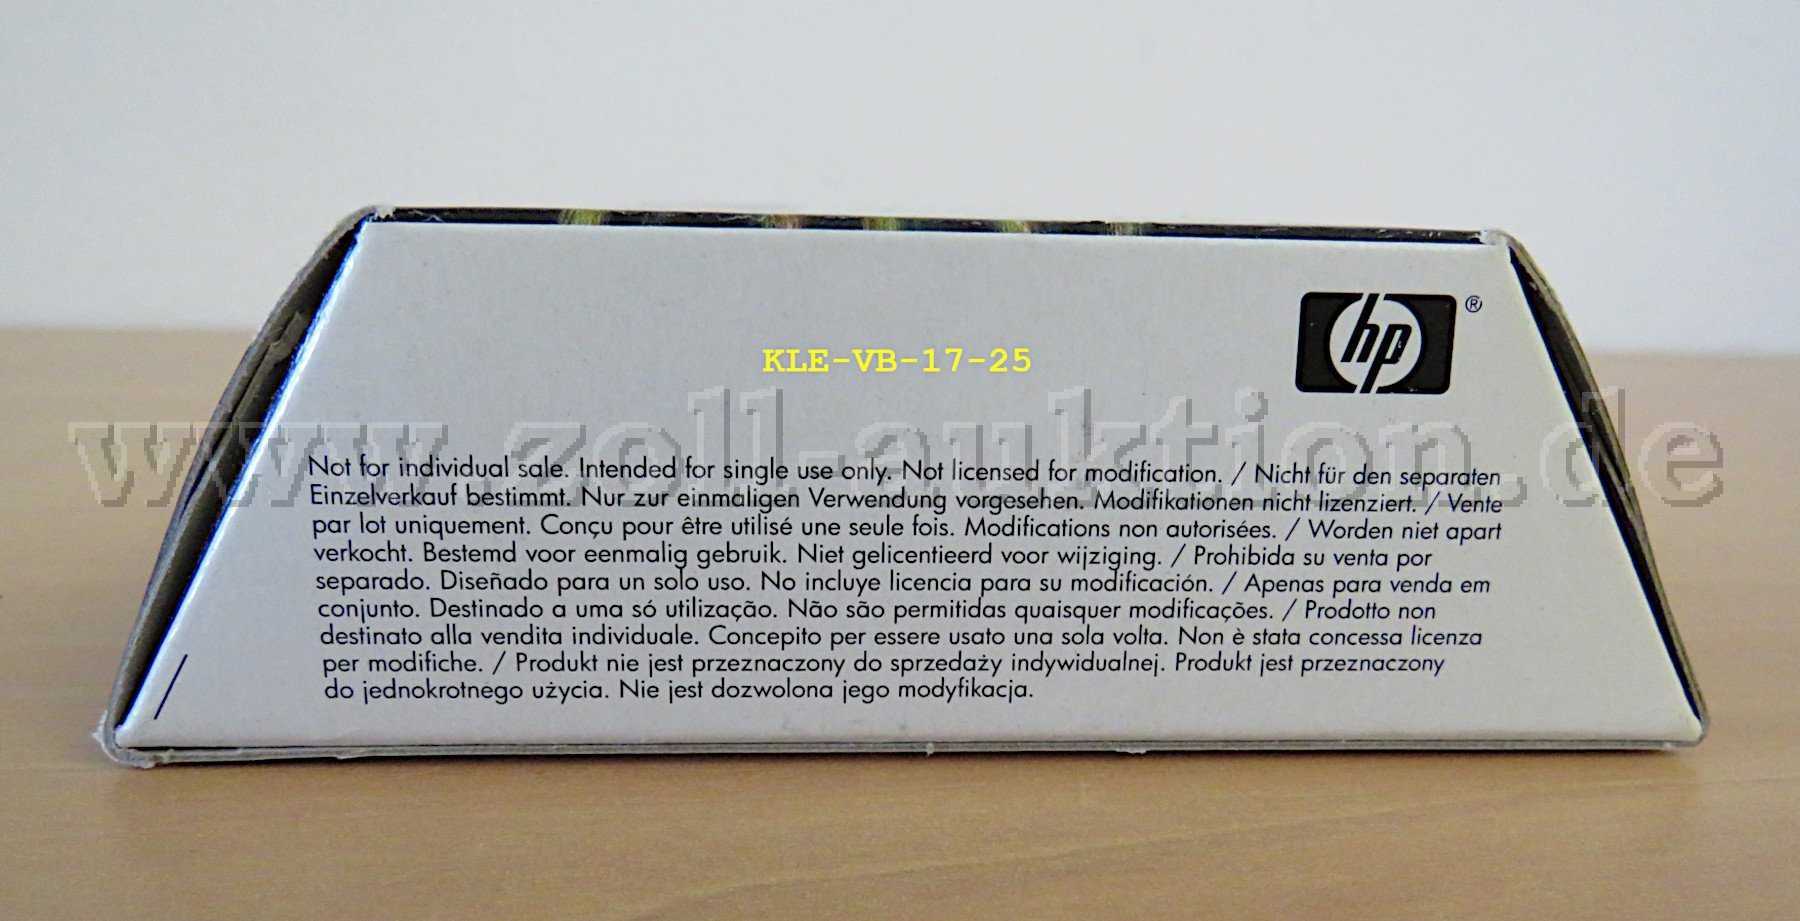 hp ®
KLE-VB-17-25
www.zoll-auktion.de
Not for individual sale. Intended for single use only. Not licensed for modification. / Nicht für den separaten
Einzelverkauf bestimmt. Nur zur einmaligen Verwendung vorgesehen. Modifikationen nicht lizenziert. / Vente
par lot uniquement. Conçu pour être utilisé une seule fois. Modifications non autorisées. / Worden niet apart
verkocht. Bestemd voor eenmalig gebruik. Niet gelicentieerd voor wijziging. / Prohibida su venta por
separado. Diseñado para un solo uso. No incluye licencia para su modificación. / Apenas para venda em
conjunto. Destinado a uma só utilização. Não são permitidas quaisquer modificações. / Prodotto non
destinato alla vendita individuale. Concepito per essere usato una sola volta. Non è stata concessa licenza
per modifiche. / Produkt nie jest przeznaczony do sprzedaży indywidualnej. Produkt jest przeznaczony
do jednokrotnego użycia. Nie jest dozwolona jego modyfikacja.